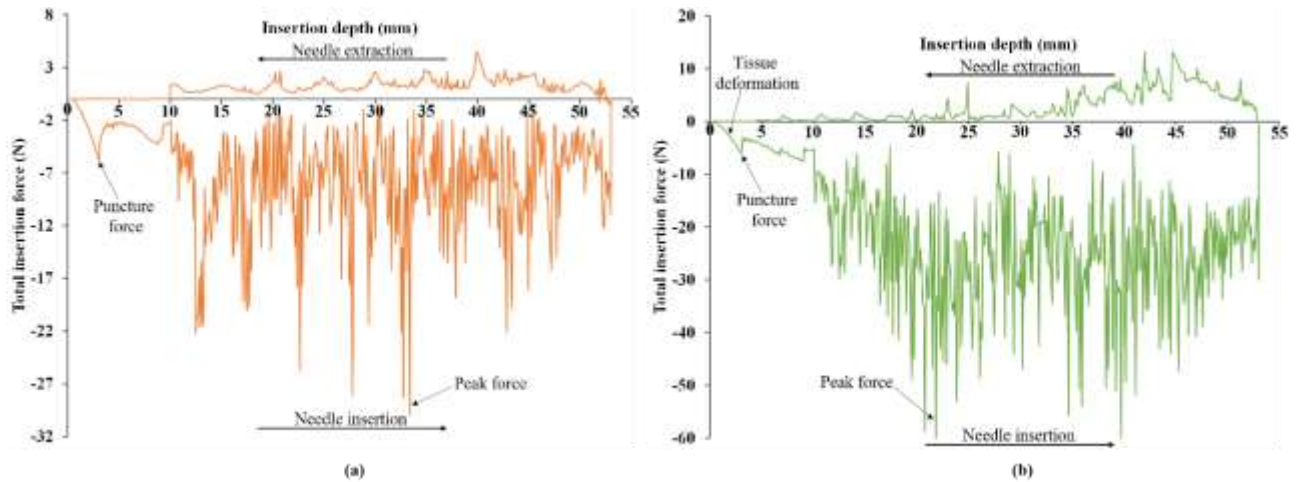 8
3
-2
-7
-12
-17
-22
-27
-32
Total insertion force (N)
Insertion depth (mm)
Needle extraction
0
5
10
15
20
25
30
35
40
45
50
55
Puncture
force
Peak force
Needle insertion
(a)
20
10
0
-10
-20
-30
-40
-50
-60
Total insertion force (N)
Insertion depth (mm)
Needle extraction
Tissue
deformation
0
5
10
15
20
25
30
35
40
45
50
55
Puncture
force
Peak force
Needle insertion
(b)